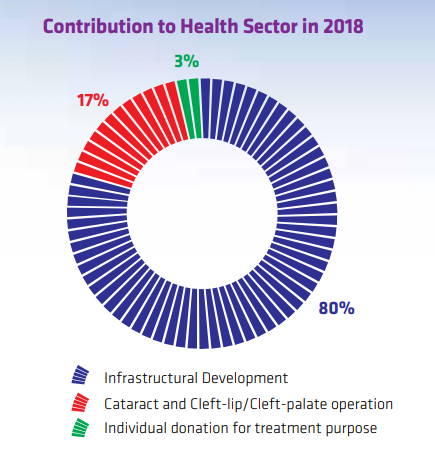 Contribution to Health Sector in 2018
3%
17%
80%
Infrastructural Development
Cataract and Cleft-lip/Cleft-palate operation
Individual donation for treatment purpose